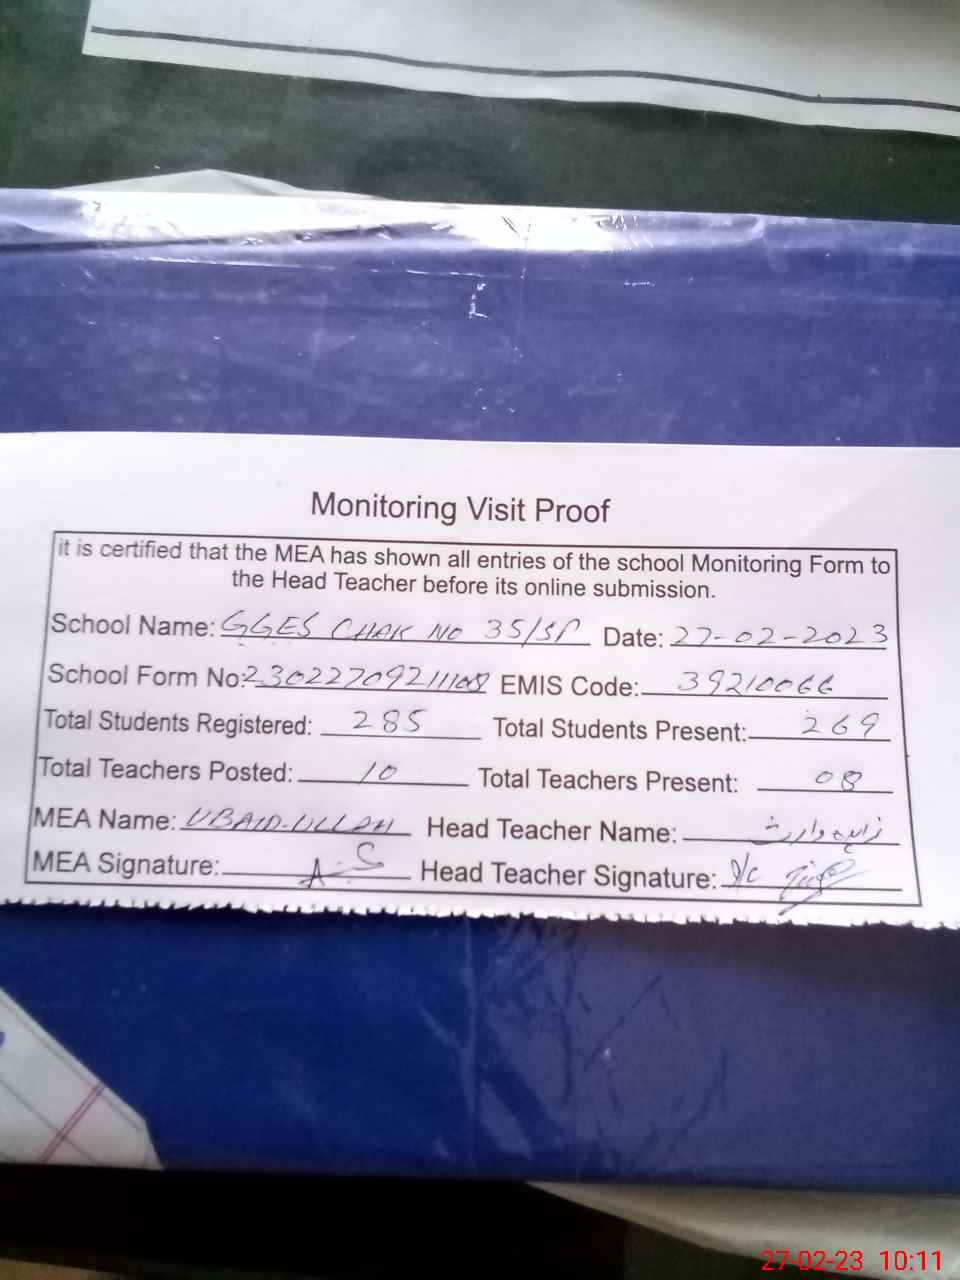 Monitoring Visit Proof
it is certified that the MEA has shown all entries of the school Monitoring Form to
the Head Teacher before its online submission.
School Name: GGES CHAK NO 35/SP Date: 27-02-2023
School Form No: 230227092111108 EMIS Code: 39210066
Total Students Registered: 285 Total Students Present: 269
Total Teachers Posted: 10 Total Teachers Present: 08
MEA Name: UBAID-ULLAH Head Teacher Name: وارث
MEA Signature: Head Teacher Signature: I/c
27-02-23 10:11